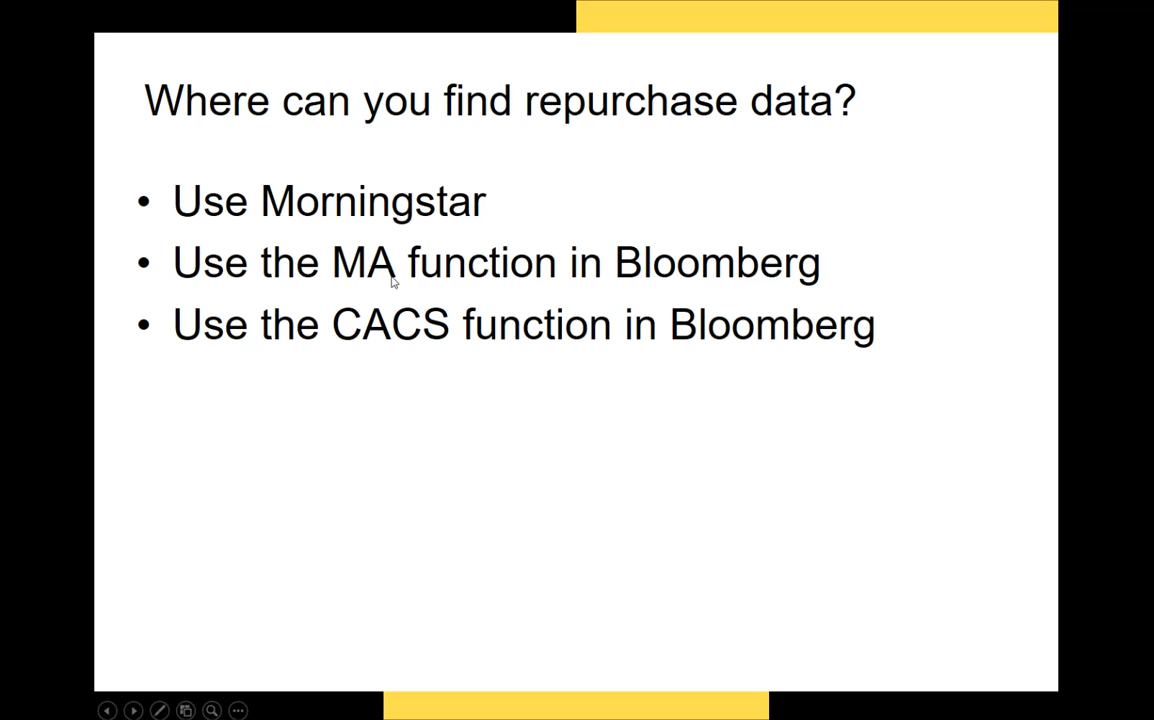 Where can you find repurchase data?
• Use Morningstar
• Use the MA function in Bloomberg
• Use the CACS function in Bloomberg